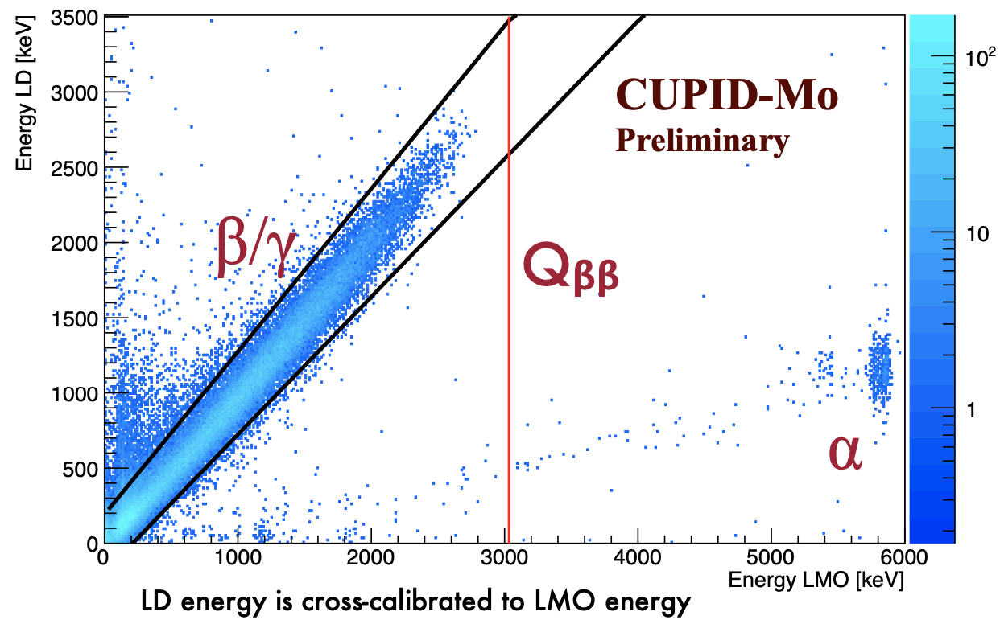 3500
3000
2500
2000
1500
1000
500
0
Energy LD [keV]
CUPID-Mo
Preliminary
β/γ
Qββ
α
10²
10
1
0 1000 2000 3000 4000 5000 6000
Energy LMO [keV]
LD energy is cross-calibrated to LMO energy